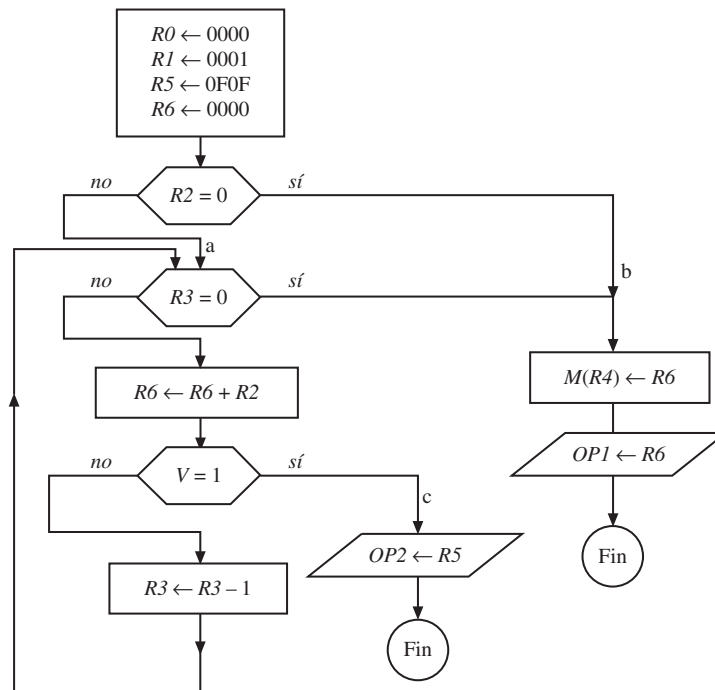 R0 ← 0000
R1 ← 0001
R5 ← 0F0F
R6 ← 0000
no
R2 = 0
sí
a
b
no
R3 = 0
sí
R6 ← R6 + R2
M(R4) ← R6
OP1 ← R6
no
V = 1
sí
c
OP2 ← R5
Fin
R3 ← R3 – 1
Fin